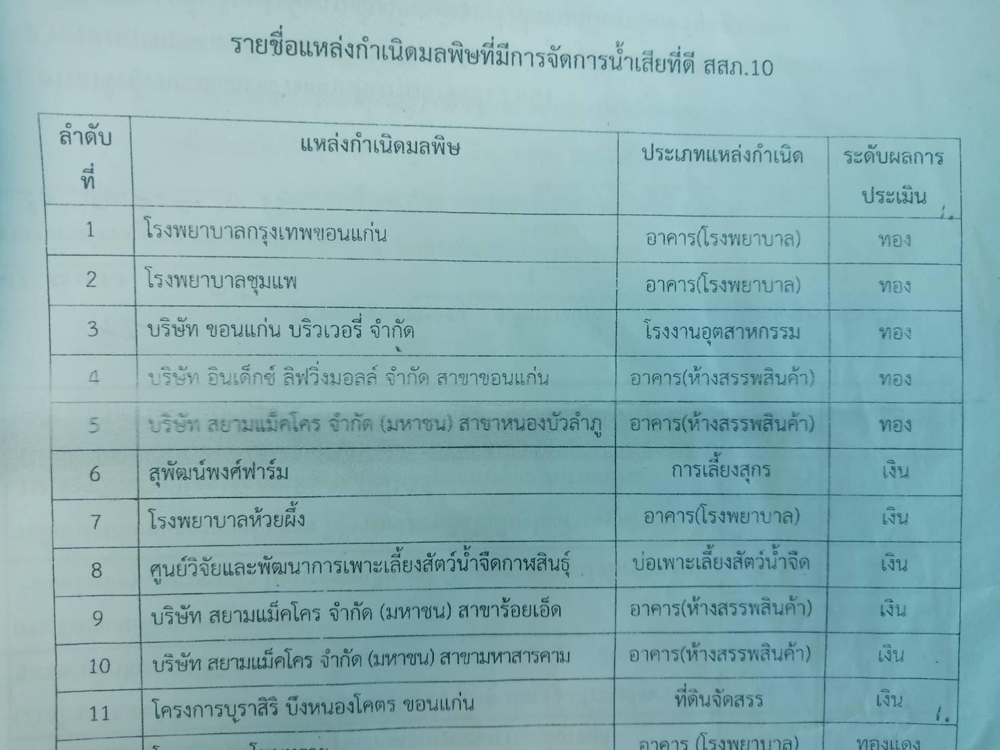 รายชื่อแหล่งกำเนิดมลพิษที่มีการจัดการน้ำเสียที่ดี สสภ.10
ลำดับที่ แหล่งกำเนิดมลพิษ ประเภทแหล่งกำเนิด ระดับผลการประเมิน
1 โรงพยาบาลกรุงเทพขอนแก่น อาคาร(โรงพยาบาล) ทอง
2 โรงพยาบาลชุมแพ อาคาร(โรงพยาบาล) ทอง
3 บริษัท ขอนแก่น บริวเวอรี่ จำกัด โรงงานอุตสาหกรรม ทอง
4 บริษัท อินเด็กซ์ ลิฟวิ่งมอลล์ จำกัด สาขาขอนแก่น อาคาร(ห้างสรรพสินค้า) ทอง
5 บริษัท สยามแม็คโคร จำกัด (มหาชน) สาขาหนองบัวลำภู อาคาร(ห้างสรรพสินค้า) ทอง
6 สุพัฒน์พงศ์ฟาร์ม การเลี้ยงสุกร เงิน
7 โรงพยาบาลห้วยผึ้ง อาคาร(โรงพยาบาล) เงิน
8 ศูนย์วิจัยและพัฒนาการเพาะเลี้ยงสัตว์น้ำจืดกาฬสินธุ์ บ่อเพาะเลี้ยงสัตว์น้ำจืด เงิน
9 บริษัท สยามแม็คโคร จำกัด (มหาชน) สาขาร้อยเอ็ด อาคาร(ห้างสรรพสินค้า) เงิน
10 บริษัท สยามแม็คโคร จำกัด (มหาชน) สาขามหาสารคาม อาคาร(ห้างสรรพสินค้า) เงิน
11 โครงการบุราสิริ บึงหนองโคตร ขอนแก่น ที่ดินจัดสรร เงิน
อาคาร (โรงพยาบาล) ทองแดง